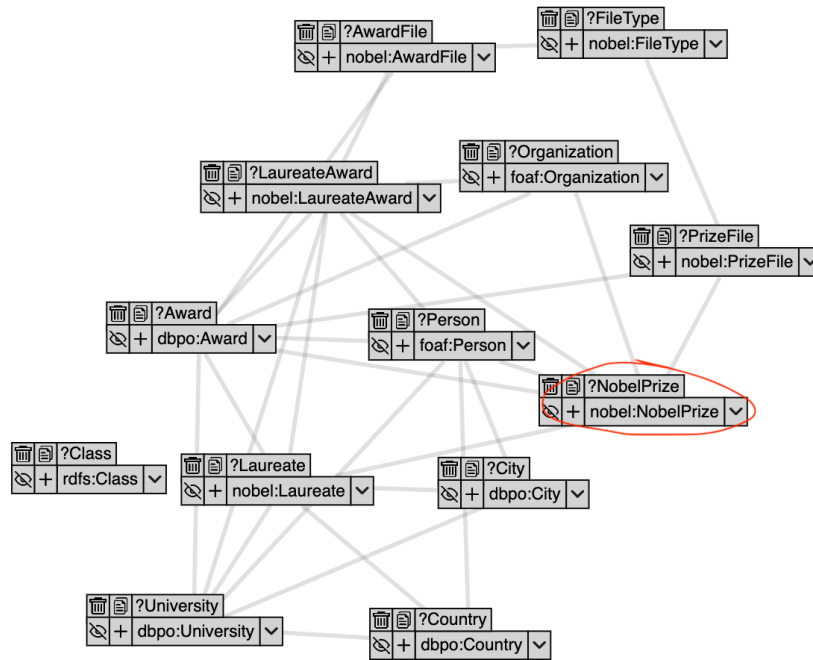 ?AwardFile
nobel:AwardFile
?FileType
nobel:FileType
?LaureateAward
nobel:LaureateAward
?Organization
foaf:Organization
?PrizeFile
nobel:PrizeFile
?Award
dbpo:Award
?Person
foaf:Person
?NobelPrize
nobel:NobelPrize
?Class
rdfs:Class
?Laureate
nobel:Laureate
?City
dbpo:City
?University
dbpo:University
?Country
dbpo:Country